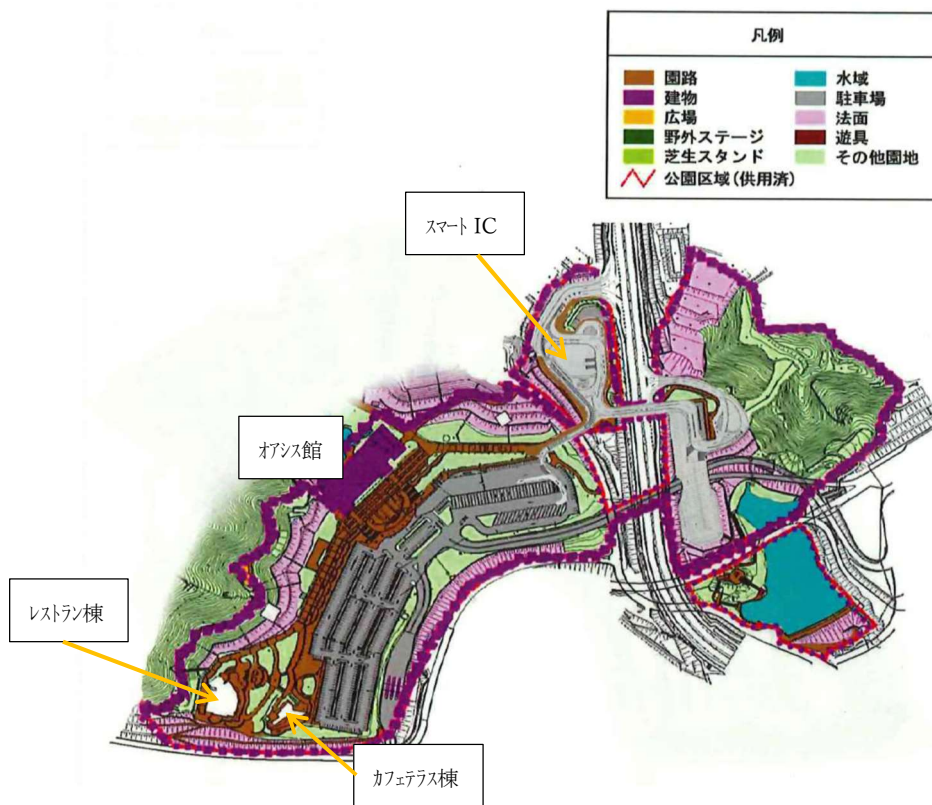 凡例
園路
建物
広場
野外ステージ
芝生スタンド
公園区域(供用済)
水域
駐車場
法面
遊具
その他園地
スマート IC
オアシス館
レストラン棟
カフェテラス棟